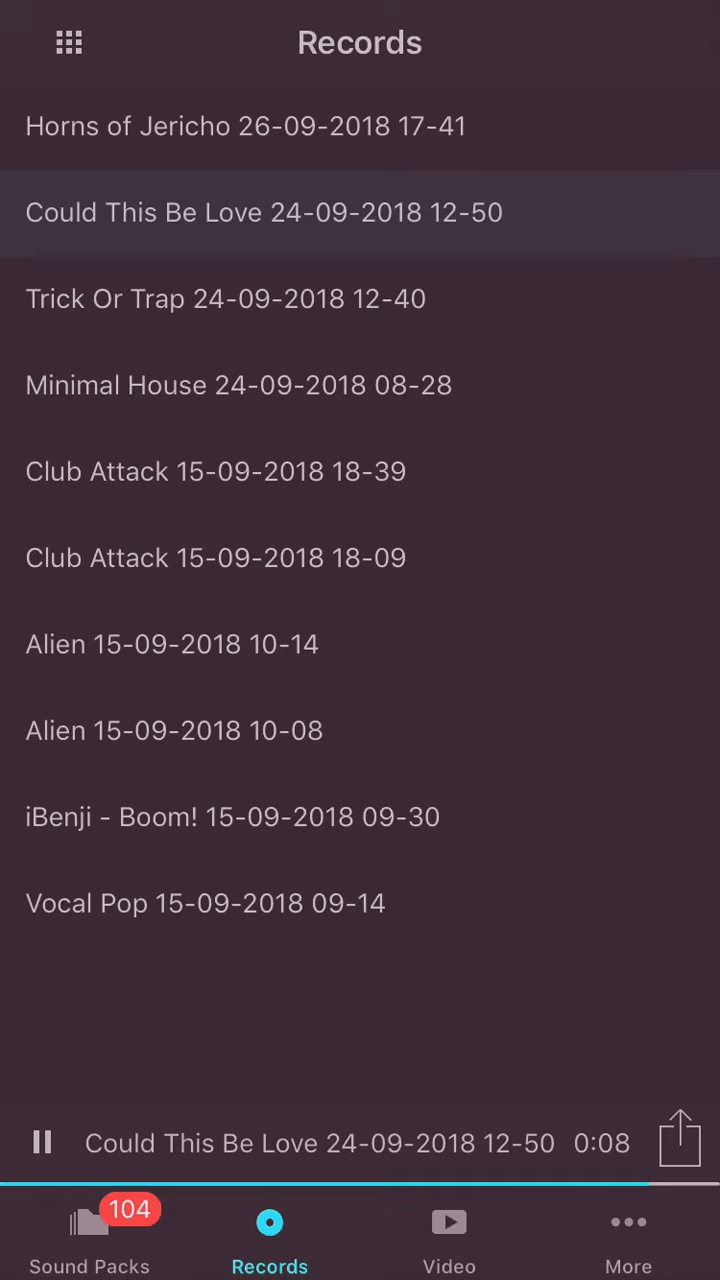 Records
Horns of Jericho 26-09-2018 17-41
Could This Be Love 24-09-2018 12-50
Trick Or Trap 24-09-2018 12-40
Minimal House 24-09-2018 08-28
Club Attack 15-09-2018 18-39
Club Attack 15-09-2018 18-09
Alien 15-09-2018 10-14
Alien 15-09-2018 10-08
iBenji - Boom! 15-09-2018 09-30
Vocal Pop 15-09-2018 09-14
Could This Be Love 24-09-2018 12-50 0:08
104
Sound Packs Records Video More